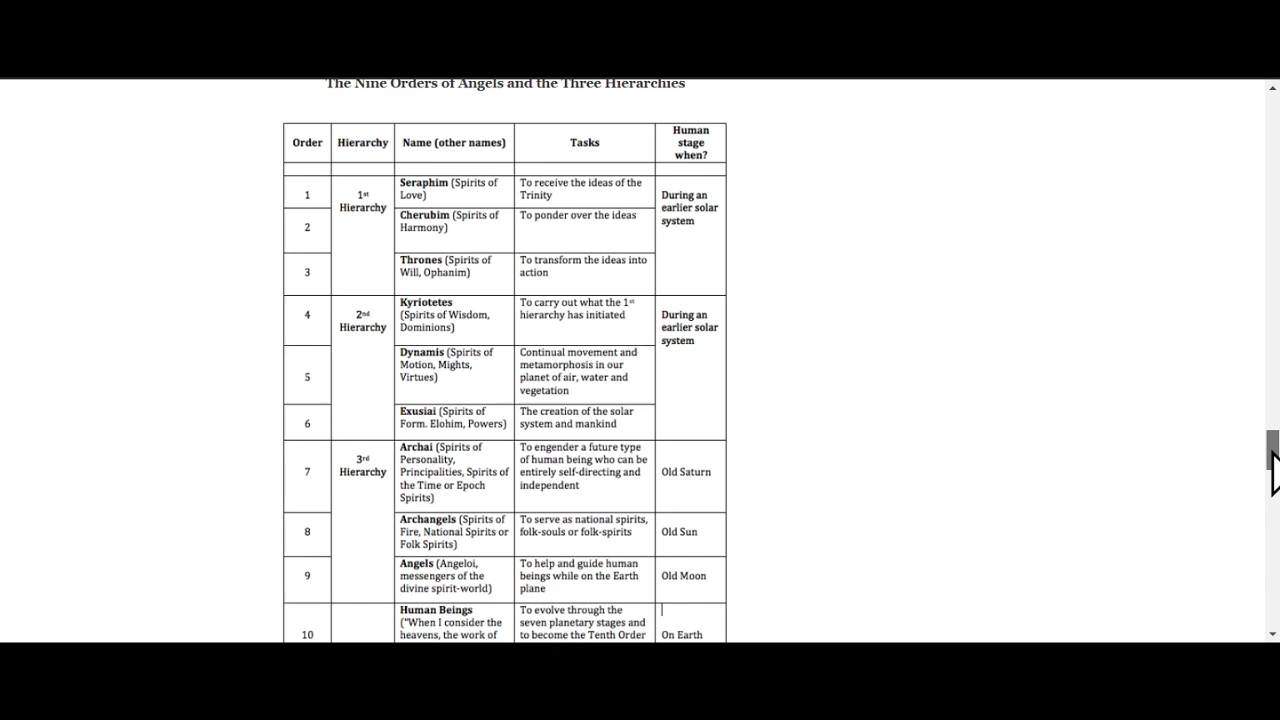 The Nine Orders of Angels and the Three Hierarchies
Order Hierarchy Name (other names) Tasks Human stage when?
1 1st Hierarchy Seraphim (Spirits of Love) To receive the ideas of the Trinity During an earlier solar system
2 Cherubim (Spirits of Harmony) To ponder over the ideas
3 Thrones (Spirits of Will, Ophanim) To transform the ideas into action
4 2nd Hierarchy Kyriotetes (Spirits of Wisdom, Dominions) To carry out what the 1st hierarchy has initiated During an earlier solar system
5 Dynamis (Spirits of Motion, Mights, Virtues) Continual movement and metamorphosis in our planet of air, water and vegetation
6 Exusiai (Spirits of Form. Elohim, Powers) The creation of the solar system and mankind
7 3rd Hierarchy Archai (Spirits of Personality, Principalities, Spirits of the Time or Epoch Spirits) To engender a future type of human being who can be entirely self-directing and independent Old Saturn
8 Archangels (Spirits of Fire, National Spirits or Folk Spirits) To serve as national spirits, folk-souls or folk-spirits Old Sun
9 Angels (Angeloi, messengers of the divine spirit-world) To help and guide human beings while on the Earth plane Old Moon
10 Human Beings ("When I consider the heavens, the work of To evolve through the seven planetary stages and to become the Tenth Order On Earth